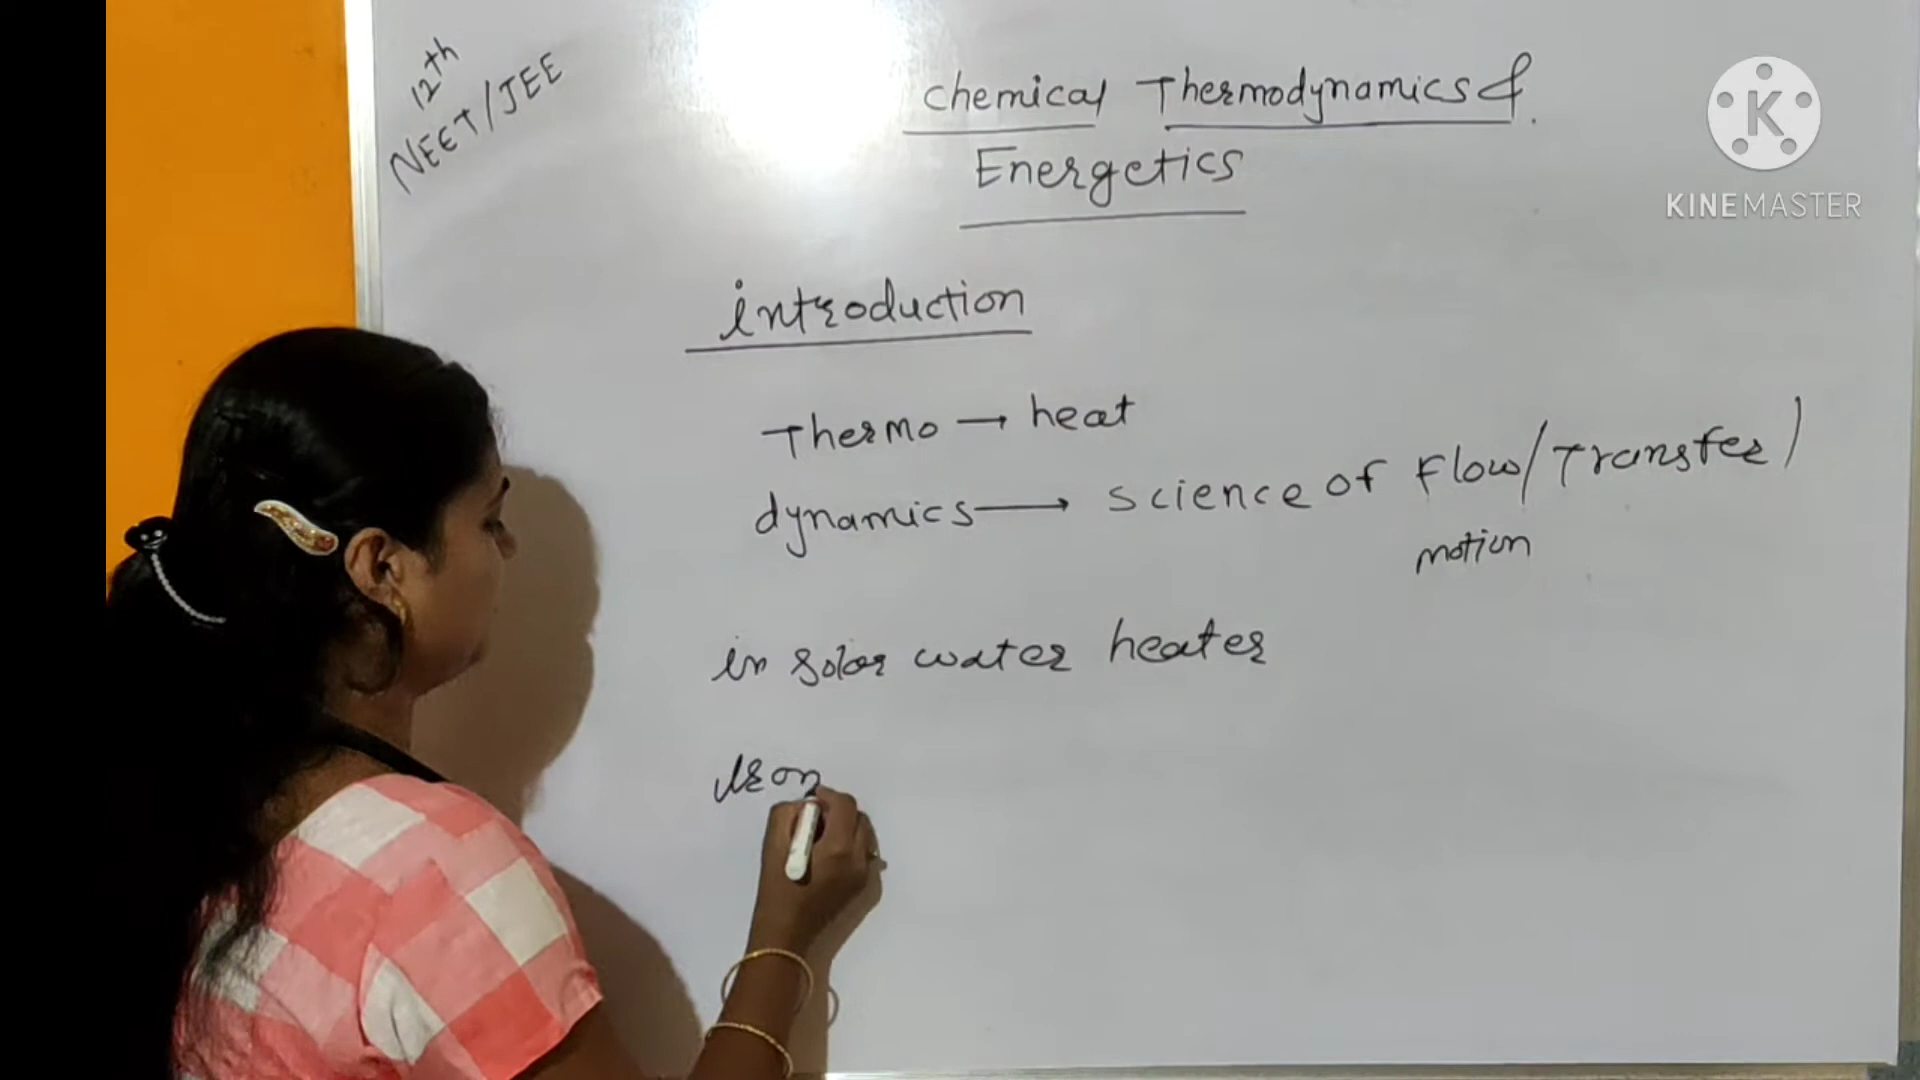 12th
NEET/JEE
Chemical Thermodynamics &
Energetics
introduction
Thermo → heat
dynamics → science of Flow/Transfer/
motion
in solar water heater
Iron
KINEMASTER